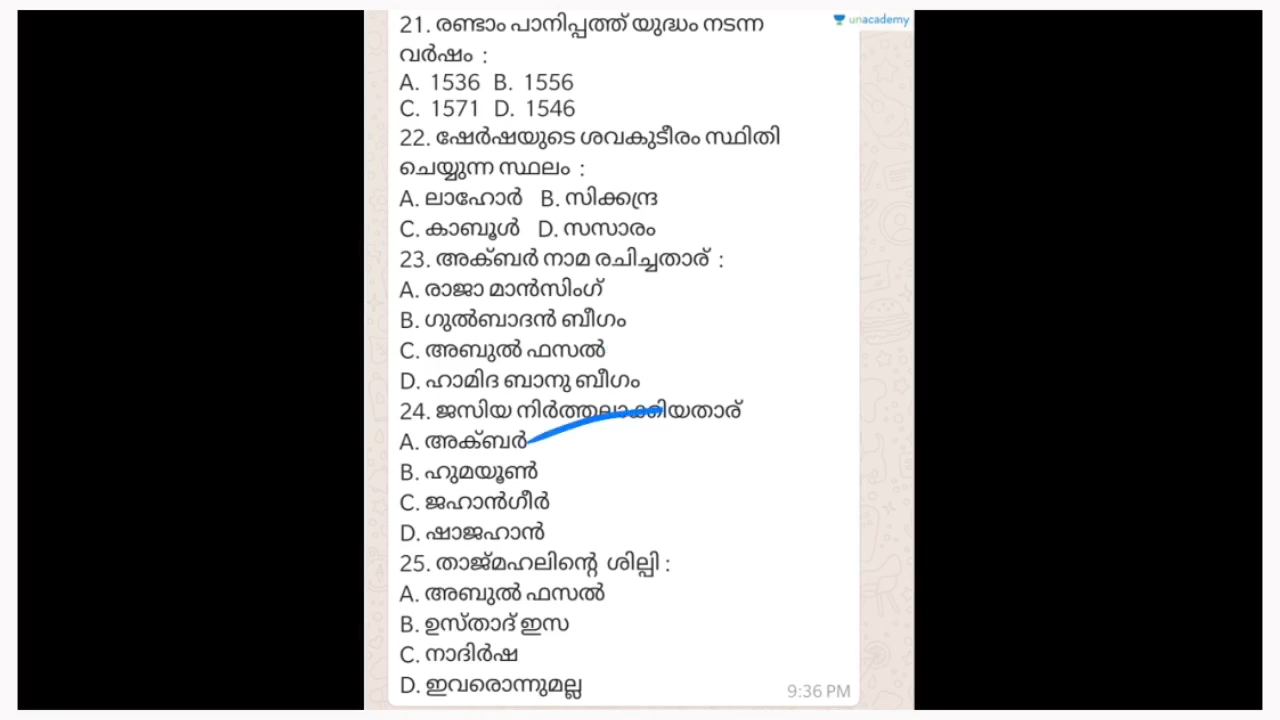 21. രണ്ടാം പാനിപ്പത്ത് യുദ്ധം നടന്ന
unacademy
വർഷം :
A. 1536 B. 1556
C. 1571 D. 1546
22. ഷേർഷയുടെ ശവകുടീരം സ്ഥിതി
ചെയ്യുന്ന സ്ഥലം :
A. ലാഹോർ B. സിക്കന്ദ്ര
C. കാബൂൾ D. സസാരം
23. അക്ബർ നാമ രചിച്ചതാര് :
A. രാജാ മാൻസിംഗ്
B. ഗുൽബാദൻ ബീഗം
C. അബുൽ ഫസൽ
D. ഹാമിദ ബാനു ബീഗം
24. ജസിയ നിർത്തലാക്കിയതാര്
A. അക്ബർ
B. ഹുമയൂൺ
C. ജഹാൻഗീർ
D. ഷാജഹാൻ
25. താജ്മഹലിന്റെ ശില്പി :
A. അബുൽ ഫസൽ
B. ഉസ്താദ് ഇസ
C. നാദിർഷ
D. ഇവരൊന്നുമല്ല
9:36 PM